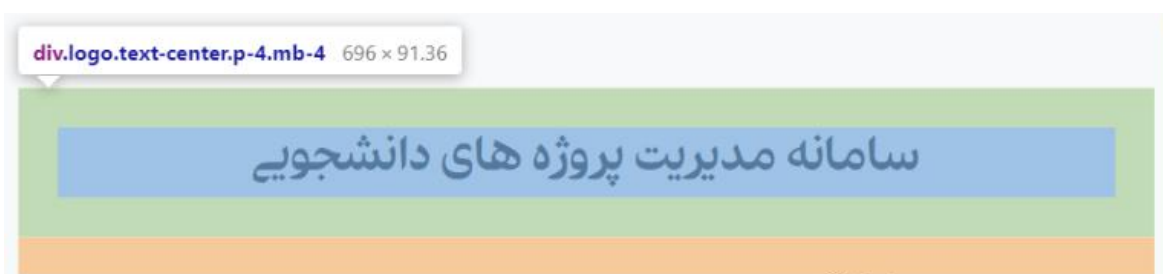 div.logo.text-center.p-4.mb-4 696 × 91.36
سامانه مدیریت پروژه های دانشجویی